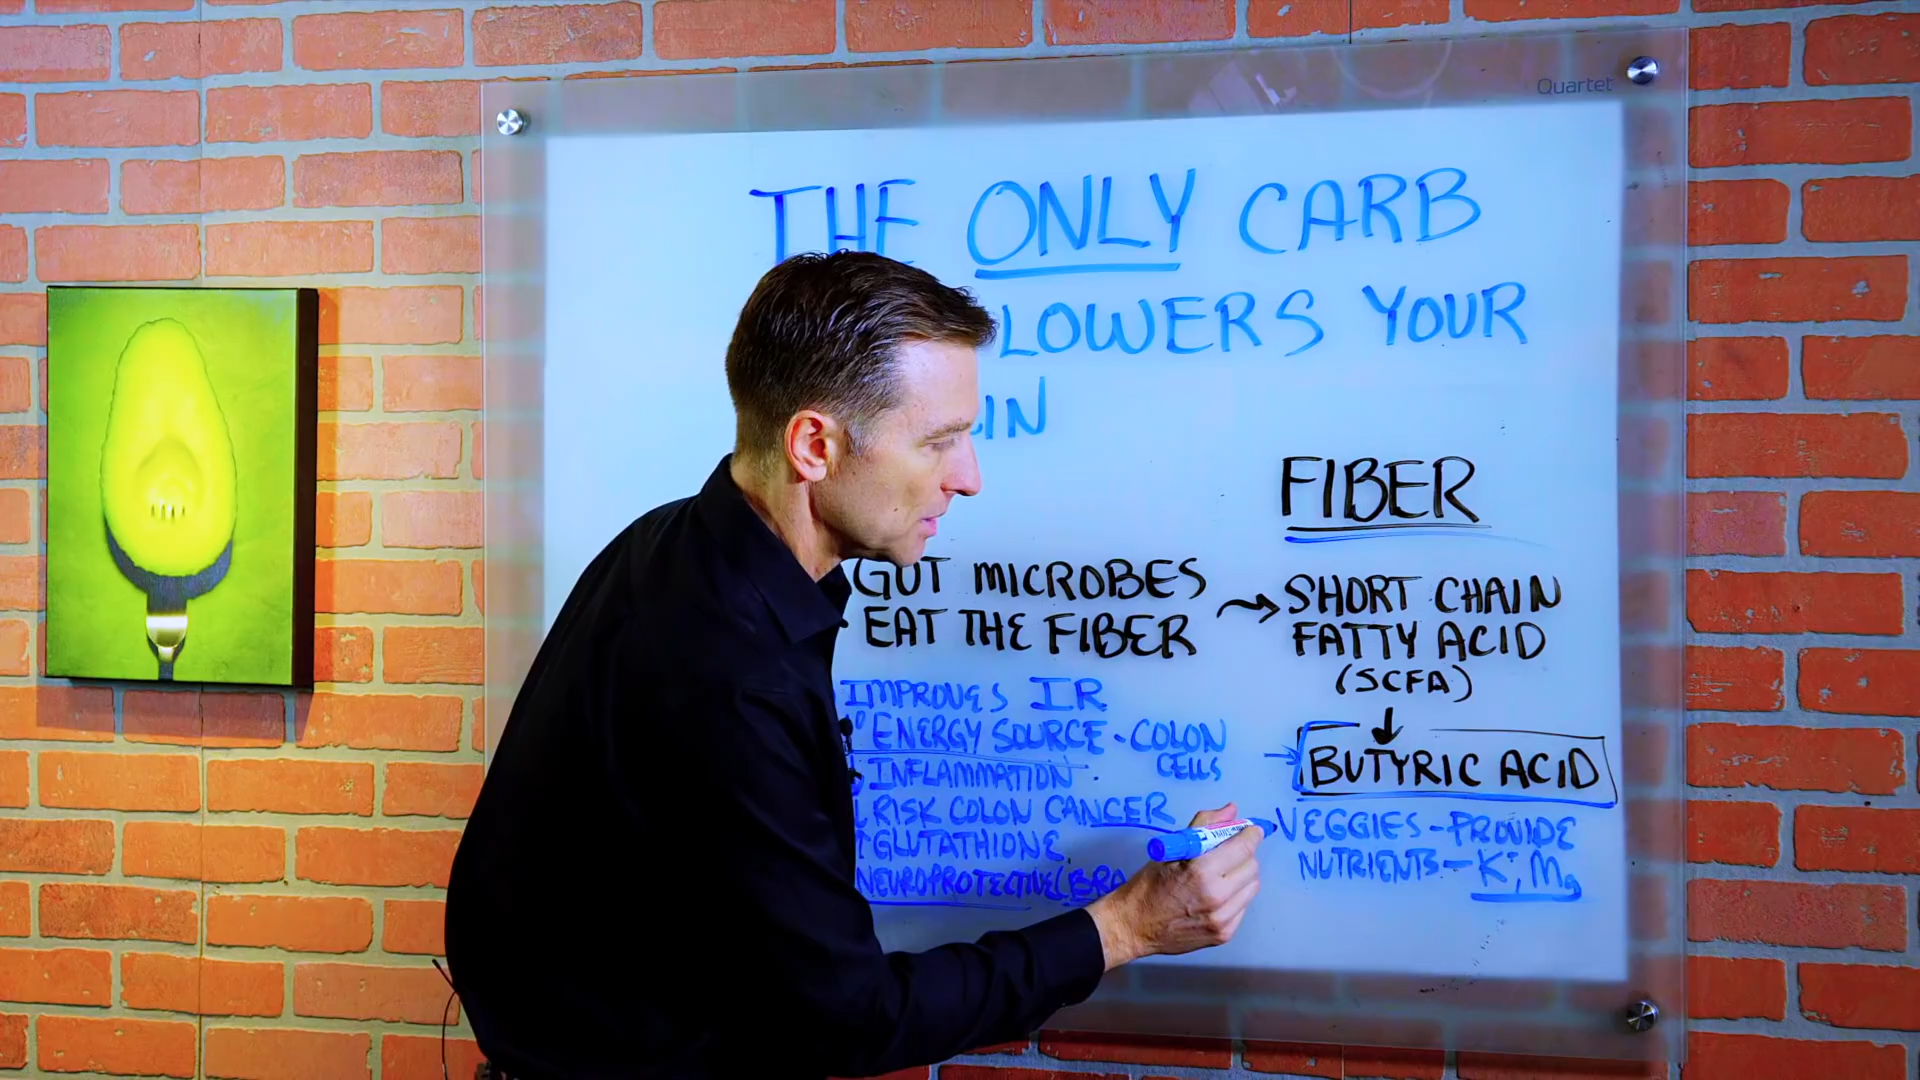 Quartet
THE ONLY CARB
LOWERS YOUR
IN
FIBER
GUT MICROBES
EAT THE FIBER
SHORT CHAIN
FATTY ACID
(SCFA)
BUTYRIC ACID
IMPROVES IR
ENERGY SOURCE - COLON
CELLS
INFLAMMATION
RISK COLON CANCER
GLUTATHIONE
NEUROPROTECTIVE (BRA
VEGGIES - PROVIDE
NUTRIENTS - K+, Mg